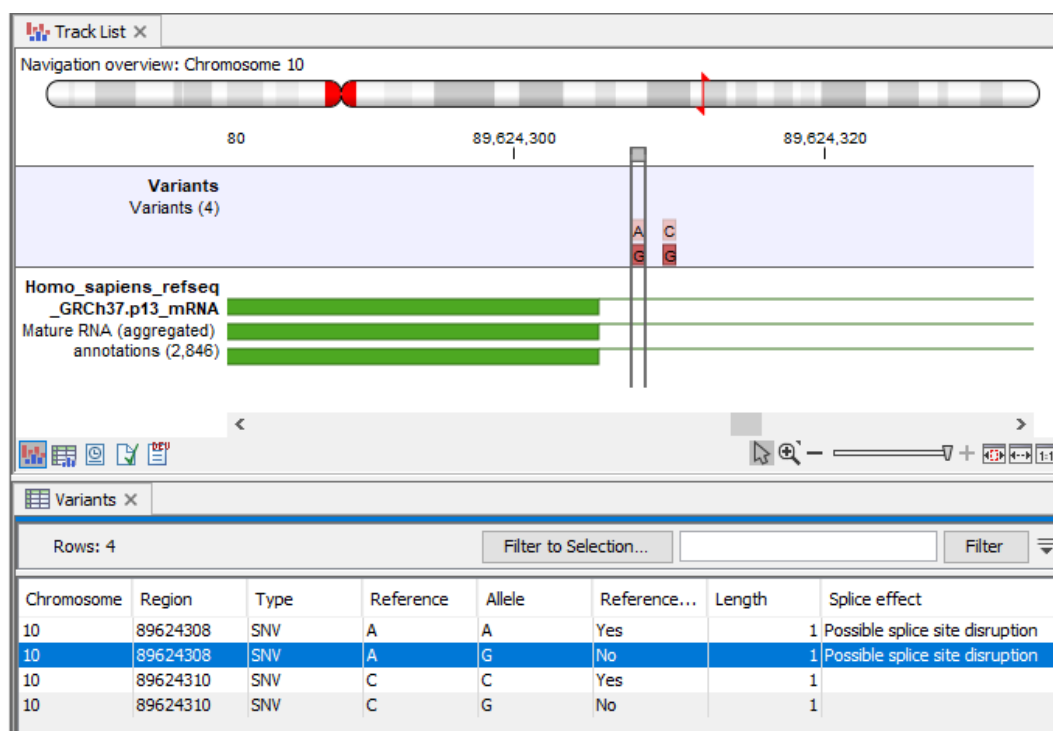 Track List
Navigation overview: Chromosome 10
80 89,624,300 89,624,320
Variants
Variants (4)
A C
G G
Homo_sapiens_refseq
_GRCh37.p13_mRNA
Mature RNA (aggregated)
annotations (2,846)
DEV
1:1
Variants
Rows: 4 Filter to Selection... Filter
Chromosome Region Type Reference Allele Reference... Length Splice effect
10 89624308 SNV A A Yes 1 Possible splice site disruption
10 89624308 SNV A G No 1 Possible splice site disruption
10 89624310 SNV C C Yes 1
10 89624310 SNV C G No 1